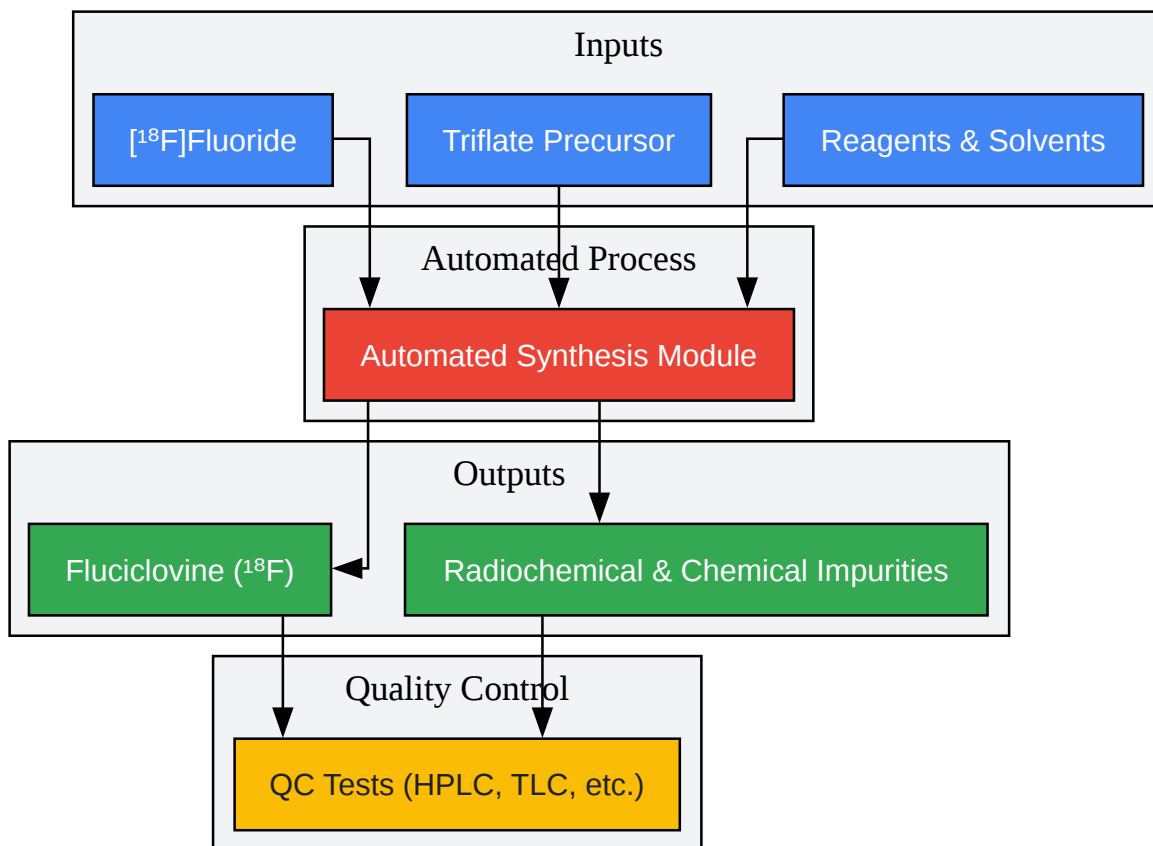 Inputs
[¹⁸F]Fluoride
Triflate Precursor
Reagents & Solvents
Automated Process
Automated Synthesis Module
Outputs
Fluciclovine (¹⁸F)
Radiochemical & Chemical Impurities
Quality Control
QC Tests (HPLC, TLC, etc.)